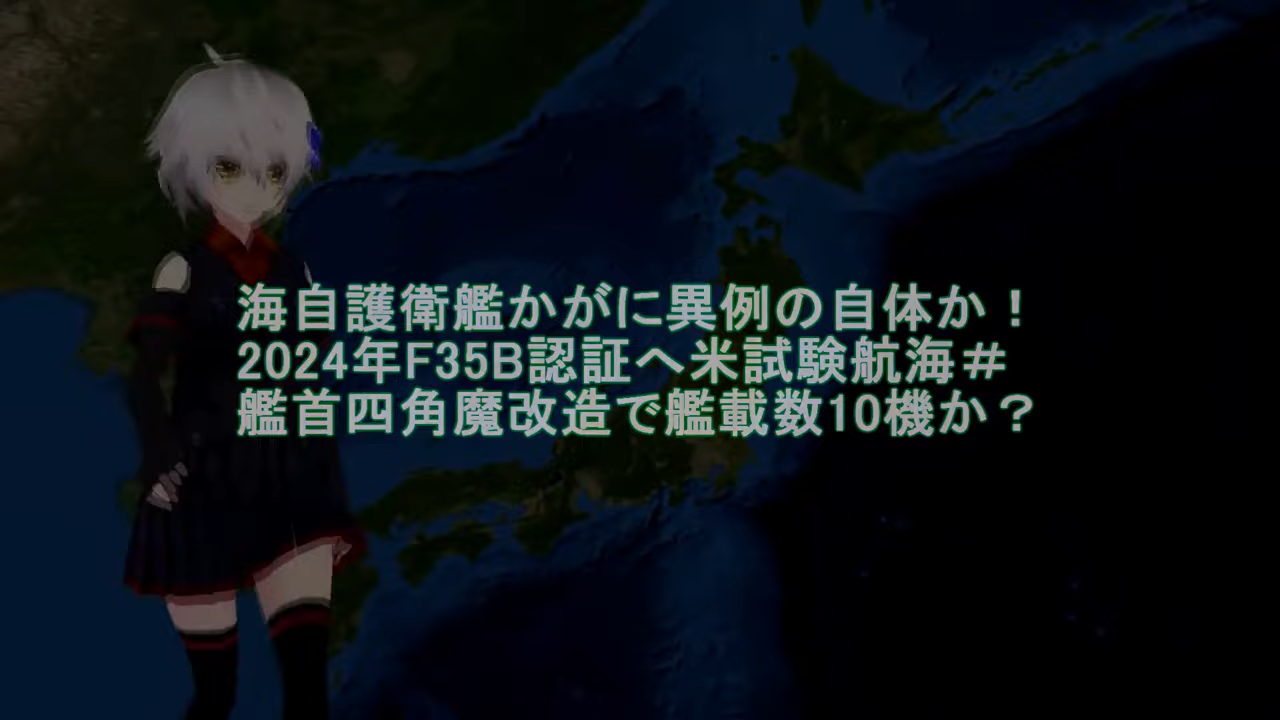 海自護衛艦かがに異例の自体か！
2024年F35B認証へ米試験航海＃
艦首四角魔改造で艦載数10機か？